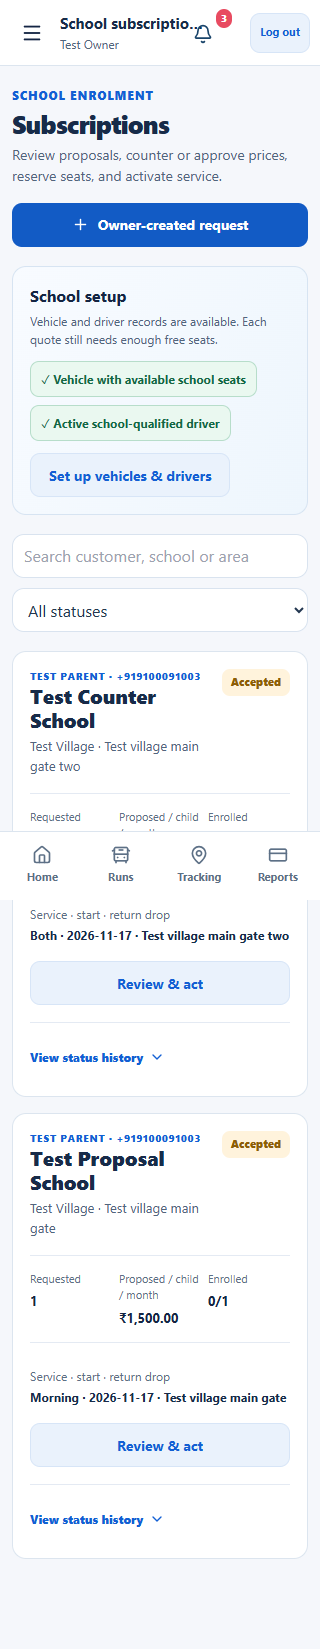 School subscriptio...
3
Test Owner
Log out
SCHOOL ENROLMENT
Subscriptions
Review proposals, counter or approve prices,
reserve seats, and activate service.
+ Owner-created request
School setup
Vehicle and driver records are available. Each
quote still needs enough free seats.
✓ Vehicle with available school seats
✓ Active school-qualified driver
Set up vehicles & drivers
Search customer, school or area
All statuses
TEST PARENT · +919100091003
Accepted
Test Counter
School
Test Village · Test village main
gate two
Requested
Proposed / child
Enrolled
Home
Runs
Tracking
Reports
Service · start · return drop
Both · 2026-11-17 · Test village main gate two
Review & act
View status history
TEST PARENT · +919100091003
Accepted
Test Proposal
School
Test Village · Test village main
gate
Requested
Proposed / child
/ month
Enrolled
1
₹1,500.00
0/1
Service · start · return drop
Morning · 2026-11-17 · Test village main gate
Review & act
View status history